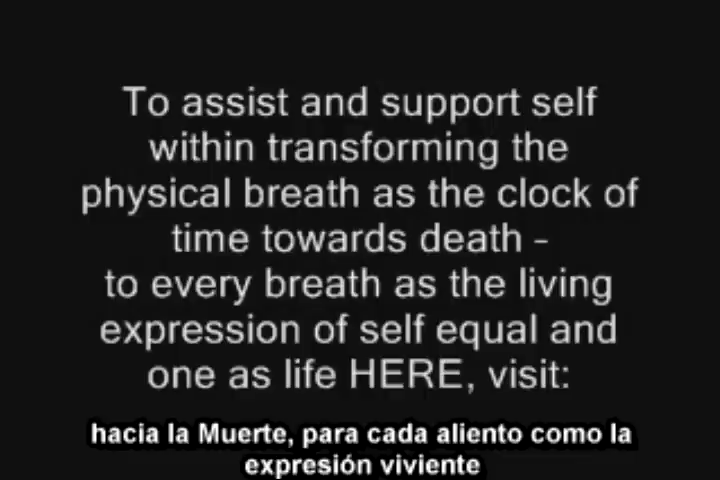 To assist and support self
within transforming the
physical breath as the clock of
time towards death -
to every breath as the living
expression of self equal and
one as life HERE, visit:
hacia la Muerte, para cada aliento como la
expresión viviente